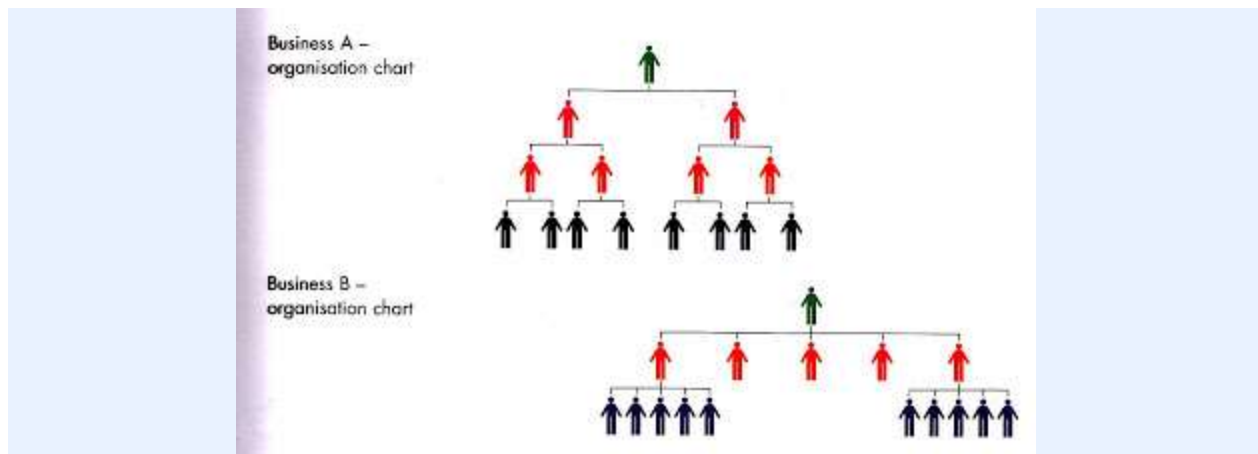 Business A –
organisation chart
Business B –
organisation chart